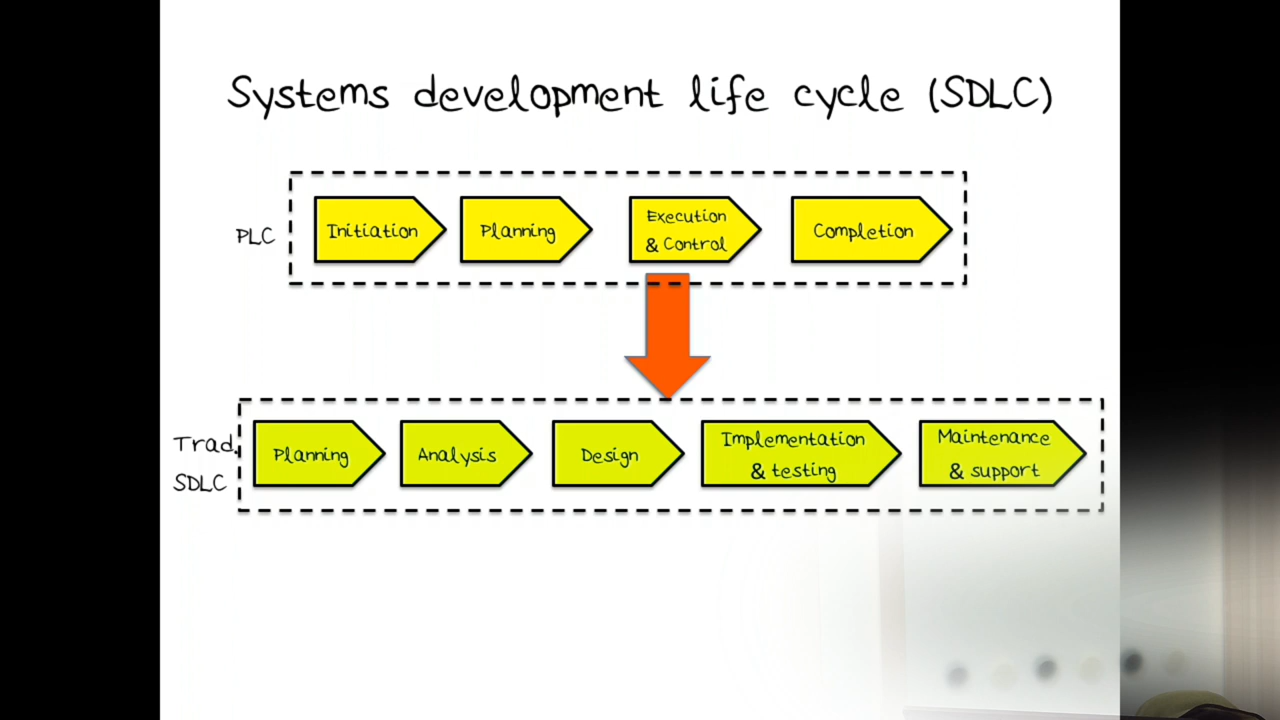 Systems development life cycle (SDLC)
PLC
Initiation
Planning
Execution
& Control
Completion
Trad.
SDLC
Planning
Analysis
Design
Implementation
& testing
Maintenance
& support